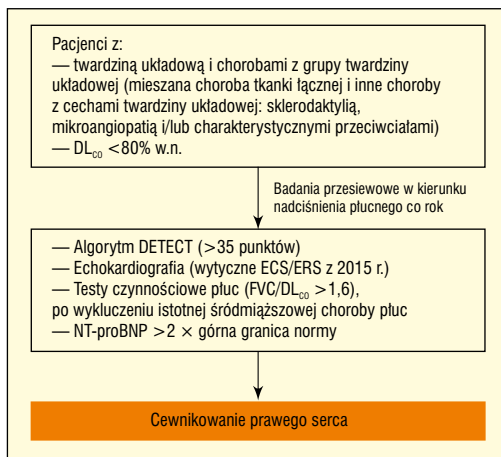 Pacjenci z:
— twardziną układową i chorobami z grupy twardziny
układowej (mieszana choroba tkanki łącznej i inne choroby
z cechami twardziny układowej: sklerodaktylią,
mikroangiopatią i/lub charakterystycznymi przeciwciałami)
— DL_CO <80% w.n.
Badania przesiewowe w kierunku
nadciśnienia płucnego co rok
— Algorytm DETECT (>35 punktów)
— Echokardiografia (wytyczne ECS/ERS z 2015 r.)
— Testy czynnościowe płuc (FVC/DL_CO >1,6),
po wykluczeniu istotnej śródmiąższowej choroby płuc
— NT-proBNP >2 × górna granica normy
Cewnikowanie prawego serca